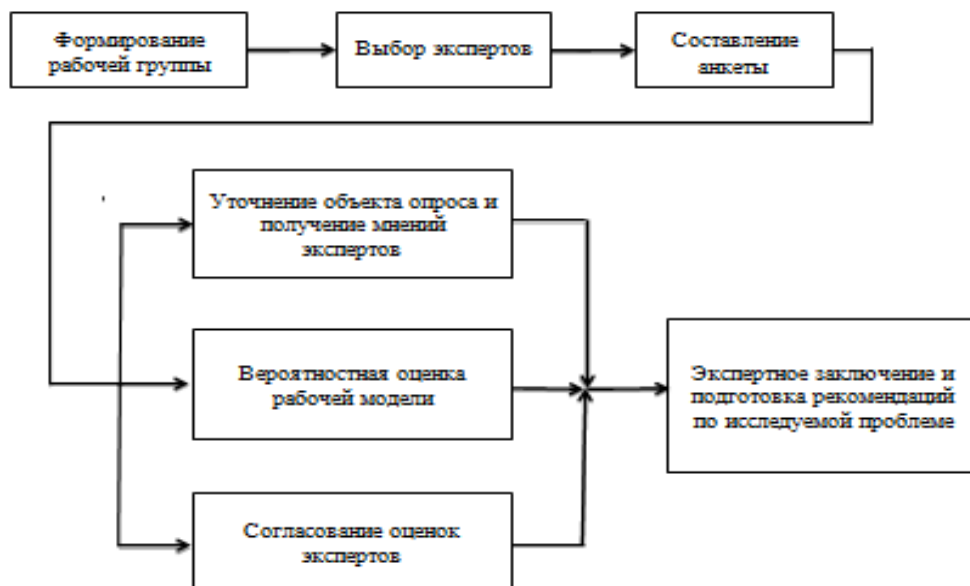 Формирование
рабочей группы
Выбор экспертов
Составление
анкеты
Уточнение объекта опроса и
получение мнений
экспертов
Вероятностная оценка
рабочей модели
Согласование оценок
экспертов
Экспертное заключение и
подготовка рекомендаций
по исследуемой проблеме